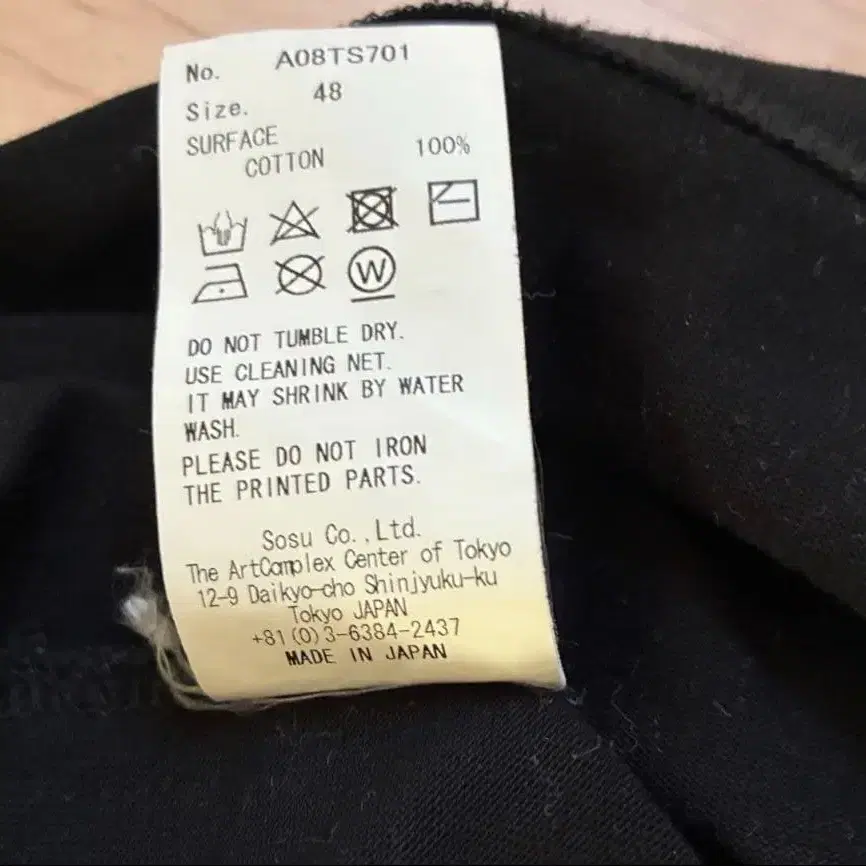 No. A08TS701
Size. 48
SURFACE
COTTON 100%
W
DO NOT TUMBLE DRY.
USE CLEANING NET.
IT MAY SHRINK BY WATER
WASH.
PLEASE DO NOT IRON
THE PRINTED PARTS.
Sosu Co.,Ltd.
The ArtComplex Center of Tokyo
12-9 Daikyo-cho Shinjyuku-ku
Tokyo JAPAN
+81(0)3-6384-2437
MADE IN JAPAN